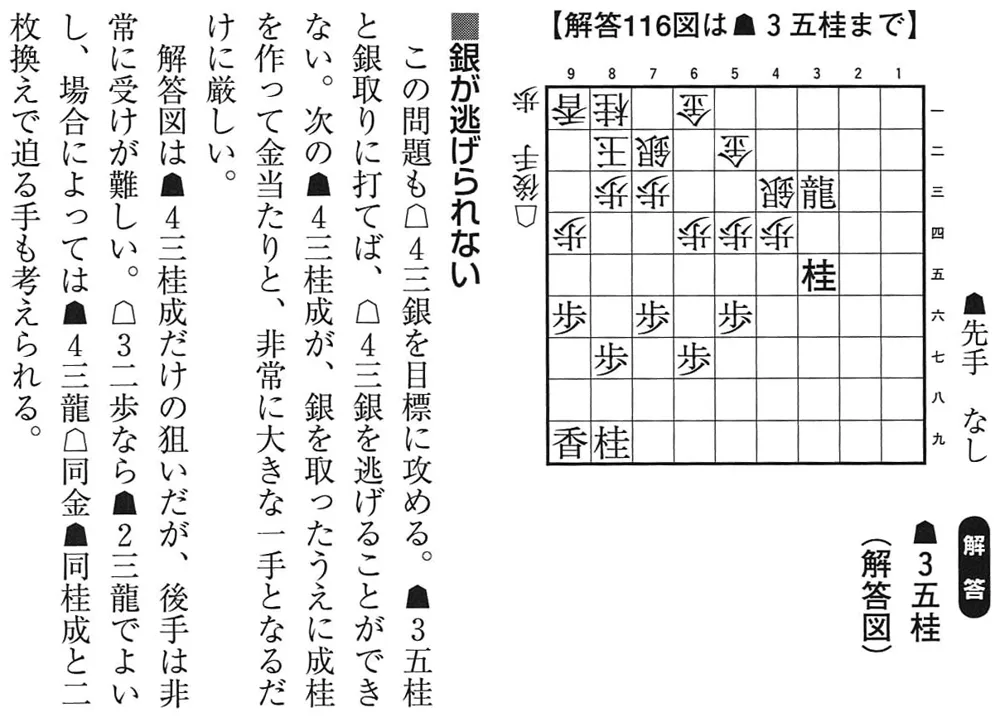 解答
☗3五桂
(解答図)
【解答116図は☗3五桂まで】
9 8 7 6 5 4 3 2 1
香 桂 金 一
王 銀 金 二
歩 歩 銀 龍 三
歩 歩 歩 歩 四
桂 五
歩 歩 歩 六
歩 歩 七
八
香 桂 九
☗先手 なし
☖後手 歩
■銀が逃げられない
この問題も☖4三銀を目標に攻める。☗3五桂
と銀取りに打てば、☖4三銀を逃げることができ
ない。次の☗4三桂成が、銀を取ったうえに成桂
を作って金当たりと、非常に大きな一手となるだ
けに厳しい。
解答図は☗4三桂成だけの狙いだが、後手は非
常に受けが難しい。☖3二歩なら☗2三龍でよい
し、場合によっては☗4三龍☖同金☗同桂成と二
枚換えで迫る手も考えられる。